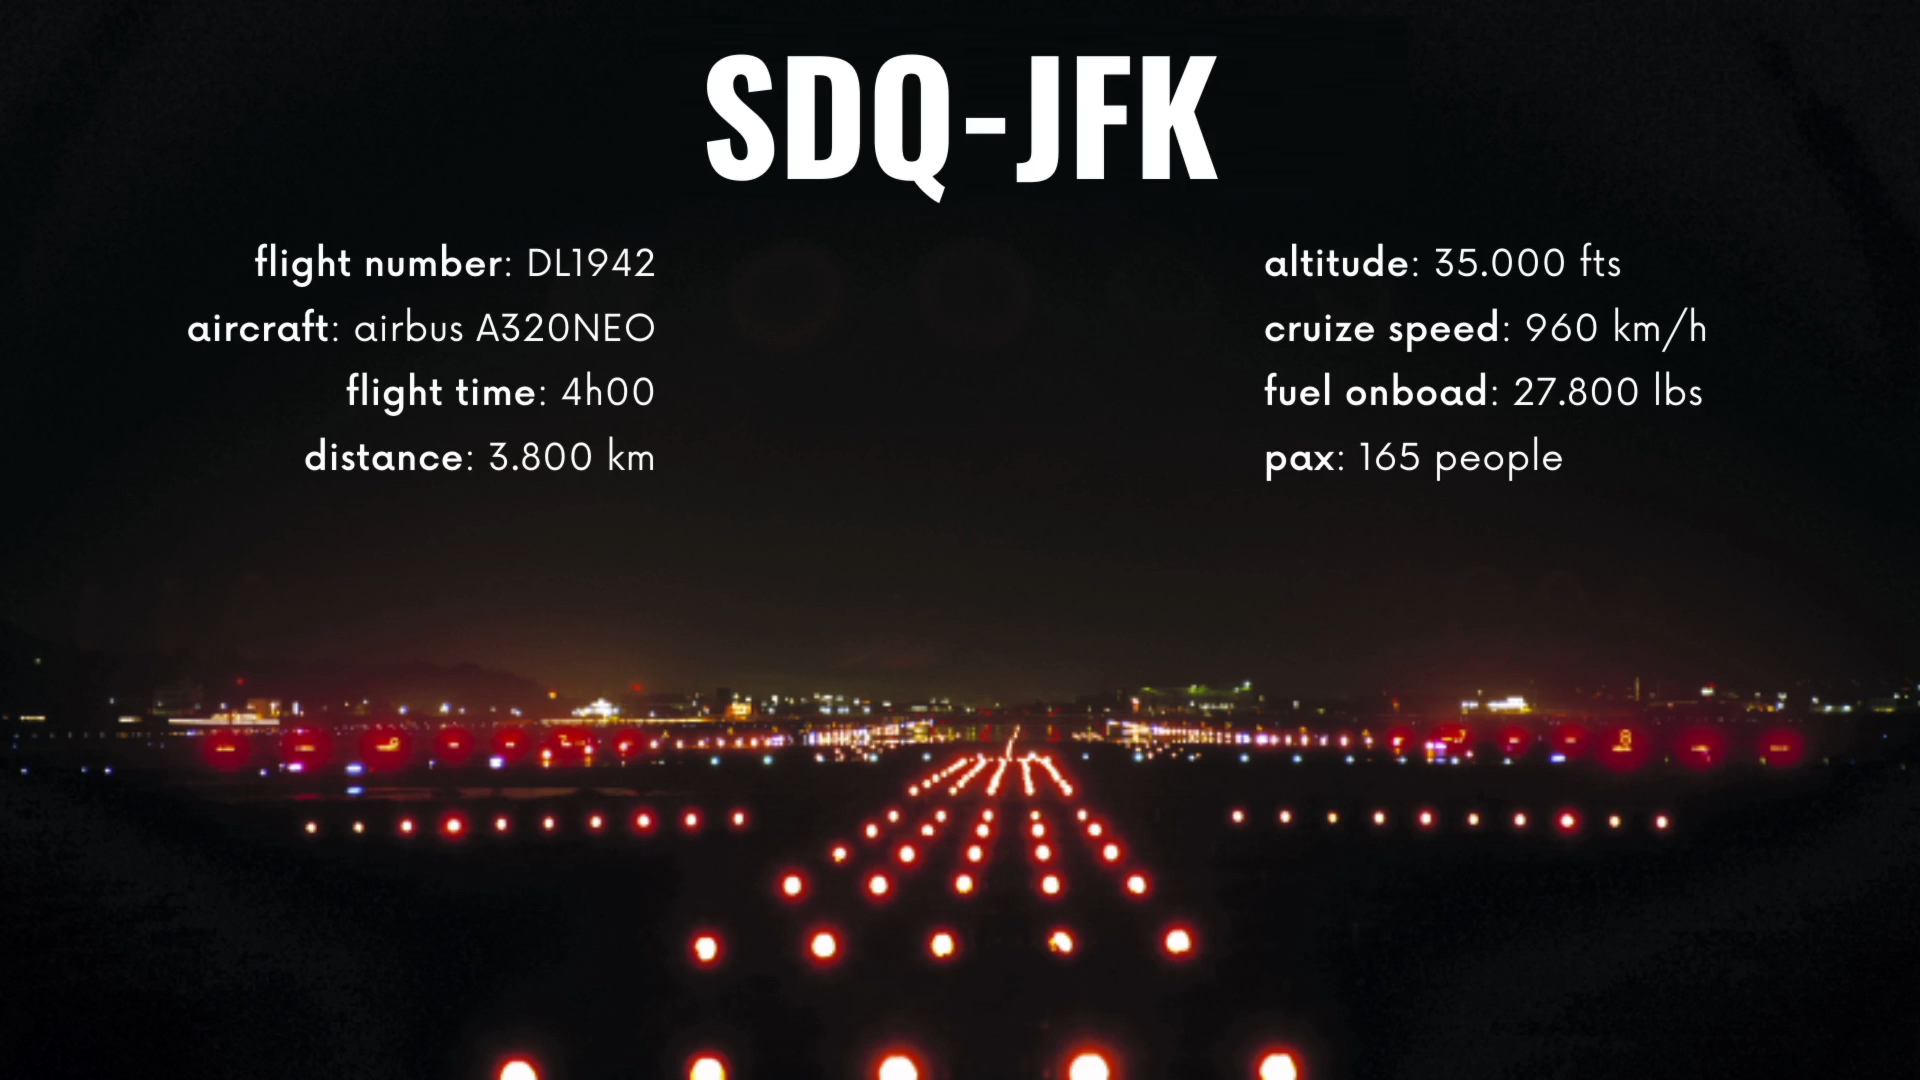 SDQ-JFK
flight number: DL1942
aircraft: airbus A320NEO
flight time: 4h00
distance: 3.800 km
altitude: 35.000 fts
cruize speed: 960 km/h
fuel onboad: 27.800 lbs
pax: 165 people